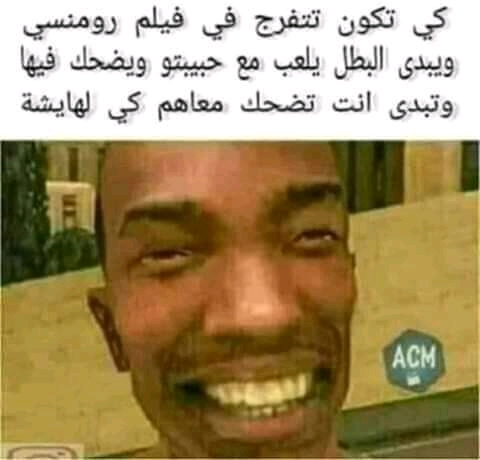 كي تكون تتفرج في فيلم رومنسي
ويبدى البطل يلعب مع حبيبتو ويضحك فيها
وتبدى انت تضحك معاهم كي لهايشة
ACM